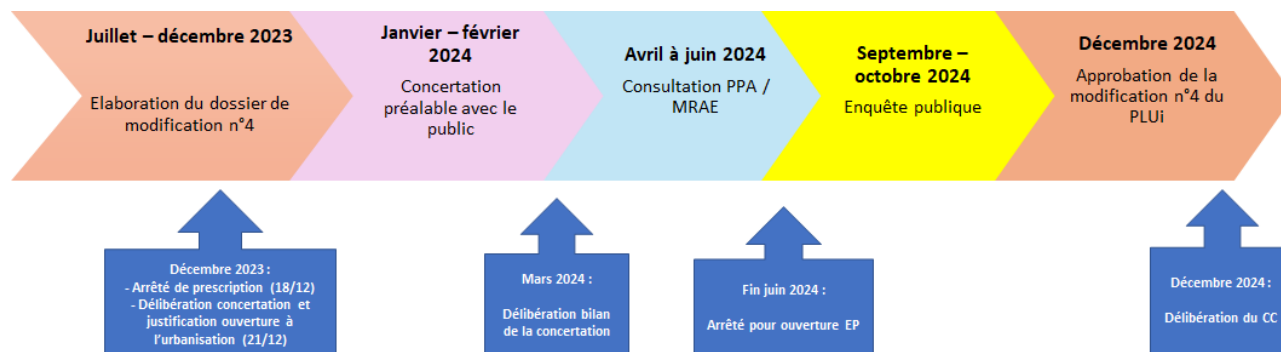 Juillet – décembre 2023
Elaboration du dossier de
modification n°4
Janvier – février
2024
Concertation
préalable avec le
public
Avril à juin 2024
Consultation PPA /
MRAE
Septembre –
octobre 2024
Enquête publique
Décembre 2024
Approbation de la
modification n°4 du
PLUi
Décembre 2023 :
- Arrêté de prescription (18/12)
- Délibération concertation et
justification ouverture à
l’urbanisation (21/12)
Mars 2024 :
Délibération bilan
de la concertation
Fin juin 2024 :
Arrêté pour ouverture EP
Décembre 2024 :
Délibération du CC